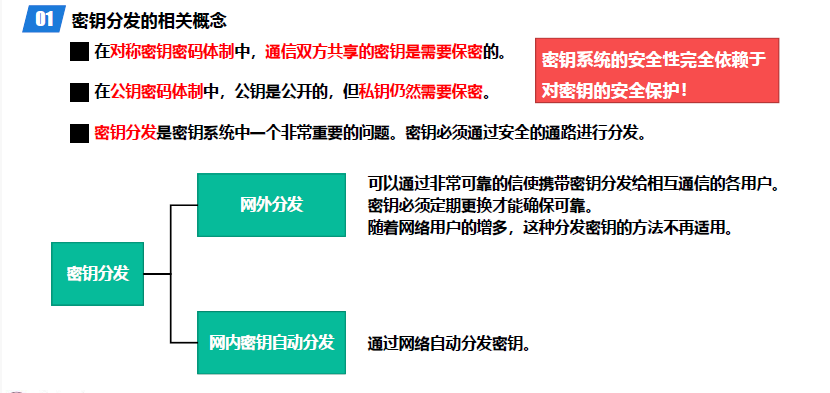 01 密钥分发的相关概念
在对称密钥密码体制中，通信双方共享的密钥是需要保密的。
在公钥密码体制中，公钥是公开的，但私钥仍然需要保密。
密钥系统的安全性完全依赖于
对密钥的安全保护！
密钥分发是密钥系统中一个非常重要的问题。密钥必须通过安全的通路进行分发。
密钥分发
网外分发
可以通过非常可靠的信使携带密钥分发给相互通信的各用户。
密钥必须定期更换才能确保可靠。
随着网络用户的增多，这种分发密钥的方法不再适用。
网内密钥自动分发
通过网络自动分发密钥。